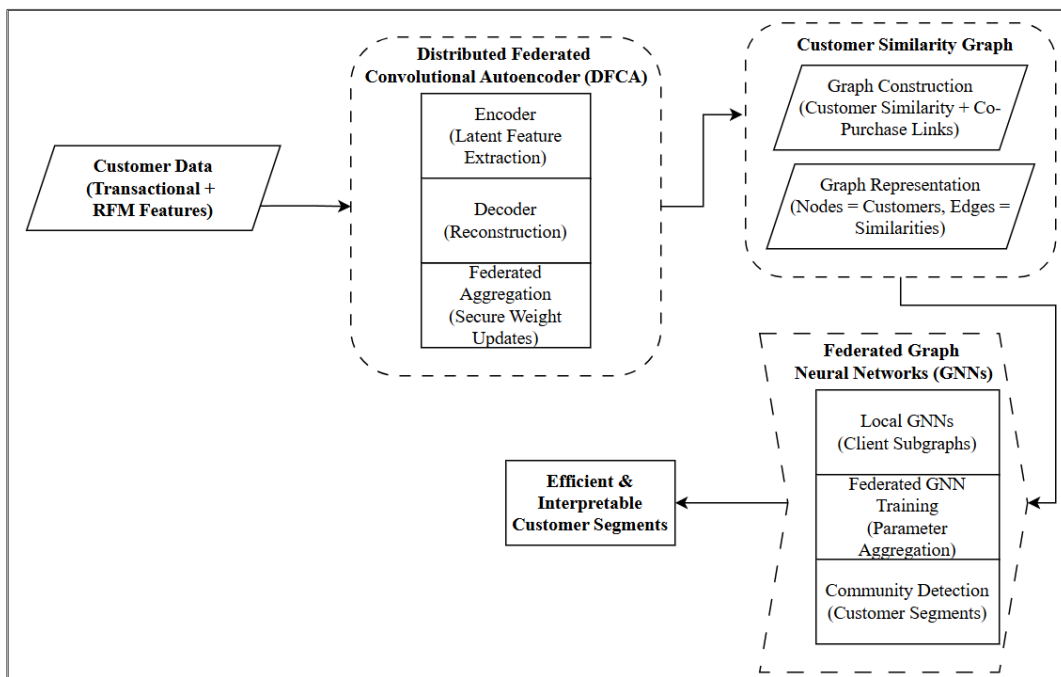 Customer Data
(Transactional +
RFM Features)
Distributed Federated
Convolutional Autoencoder (DFCA)
Encoder
(Latent Feature
Extraction)
Decoder
(Reconstruction)
Federated
Aggregation
(Secure Weight
Updates)
Customer Similarity Graph
Graph Construction
(Customer Similarity + Co-
Purchase Links)
Graph Representation
(Nodes = Customers, Edges =
Similarities)
Federated Graph
Neural Networks (GNNs)
Local GNNs
(Client Subgraphs)
Federated GNN
Training
(Parameter
Aggregation)
Community Detection
(Customer Segments)
Efficient &
Interpretable
Customer Segments